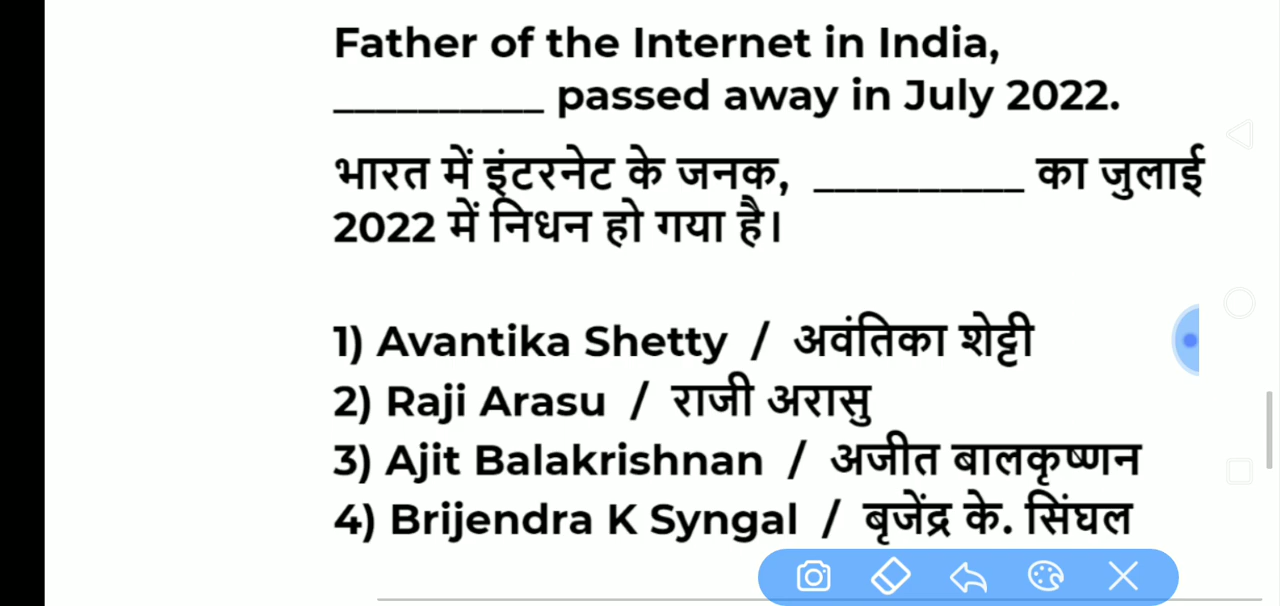 Father of the Internet in India,
__________ passed away in July 2022.
भारत में इंटरनेट के जनक, __________ का जुलाई
2022 में निधन हो गया है।
1) Avantika Shetty / अवंतिका शेट्टी
2) Raji Arasu / राजी अरासु
3) Ajit Balakrishnan / अजीत बालकृष्णन
4) Brijendra K Syngal / बृजेंद्र के. सिंघल